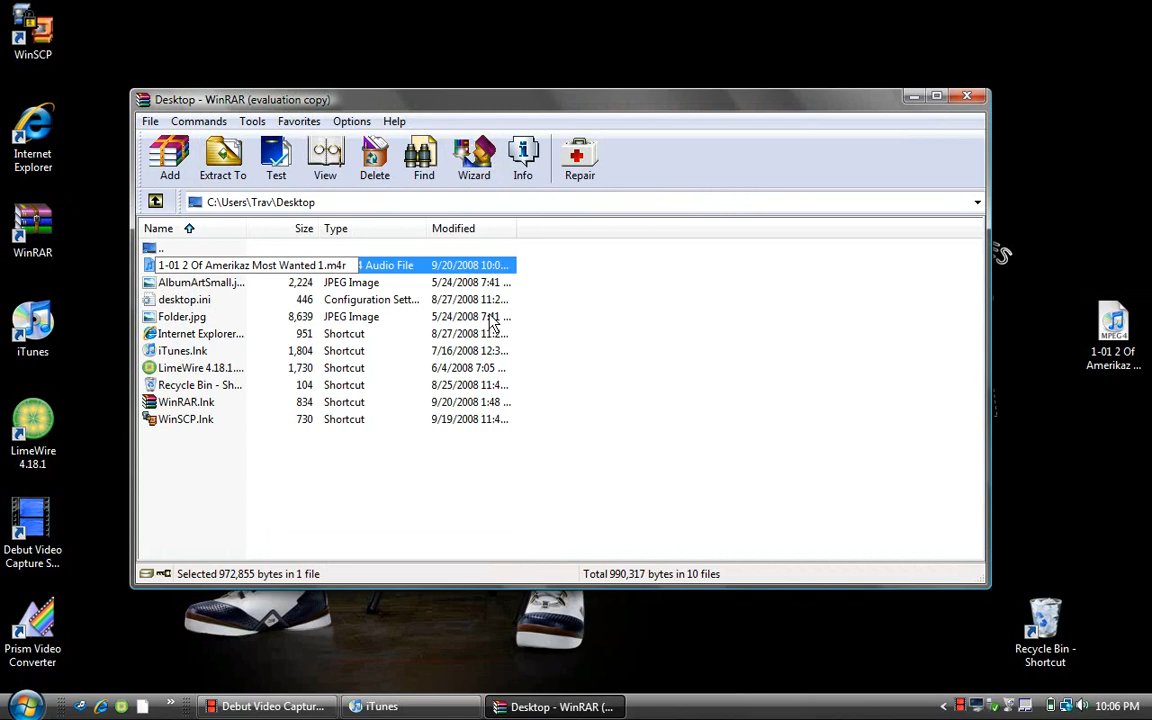 WinSCP
Internet
Explorer
WinRAR
iTunes
LimeWire
4.18.1
Debut Video
Capture S...
Prism Video
Converter
Desktop - WinRAR (evaluation copy)
File Commands Tools Favorites Options Help
Add Extract To Test View Delete Find Wizard Info Repair
C:\Users\Trav\Desktop
Name Size Type Modified
..
1-01 2 Of Amerikaz Most Wanted 1.m4r 4 Audio File 9/20/2008 10:0...
AlbumArtSmall.j... 2,224 JPEG Image 5/24/2008 7:41 ...
desktop.ini 446 Configuration Sett... 8/27/2008 11:2...
Folder.jpg 8,639 JPEG Image 5/24/2008 7:41 ...
Internet Explorer... 951 Shortcut 8/27/2008 11:2...
iTunes.lnk 1,804 Shortcut 7/16/2008 12:3...
LimeWire 4.18.1.... 1,730 Shortcut 6/4/2008 7:05 ...
Recycle Bin - Sh... 104 Shortcut 8/25/2008 11:4...
WinRAR.lnk 834 Shortcut 9/20/2008 1:48 ...
WinSCP.lnk 730 Shortcut 9/19/2008 11:4...
Selected 972,855 bytes in 1 file Total 990,317 bytes in 10 files
MPEG-4
1-01 2 Of
Amerikaz ...
Recycle Bin -
Shortcut
Debut Video Captur... iTunes Desktop - WinRAR (... 10:06 PM